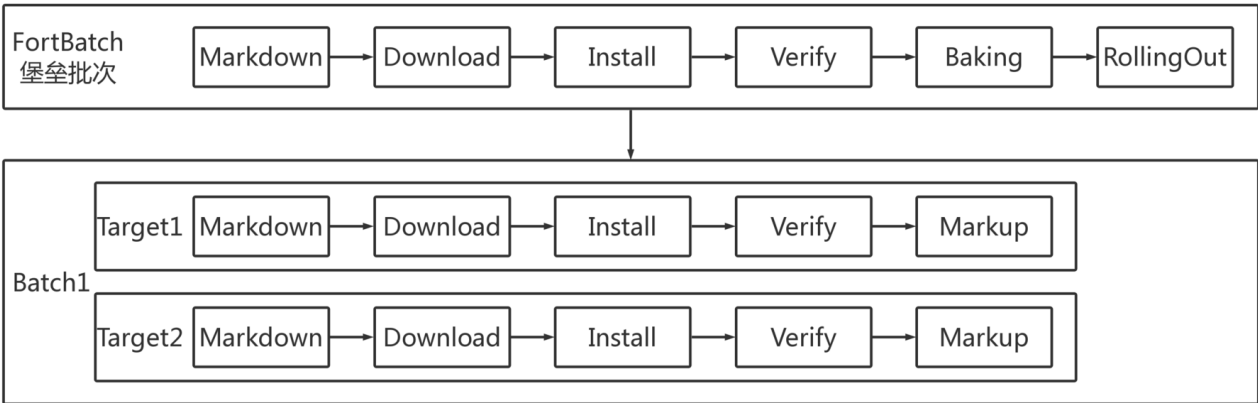 FortBatch
堡垒批次
Markdown
Download
Install
Verify
Baking
RollingOut
Batch1
Target1
Markdown
Download
Install
Verify
Markup
Target2
Markdown
Download
Install
Verify
Markup